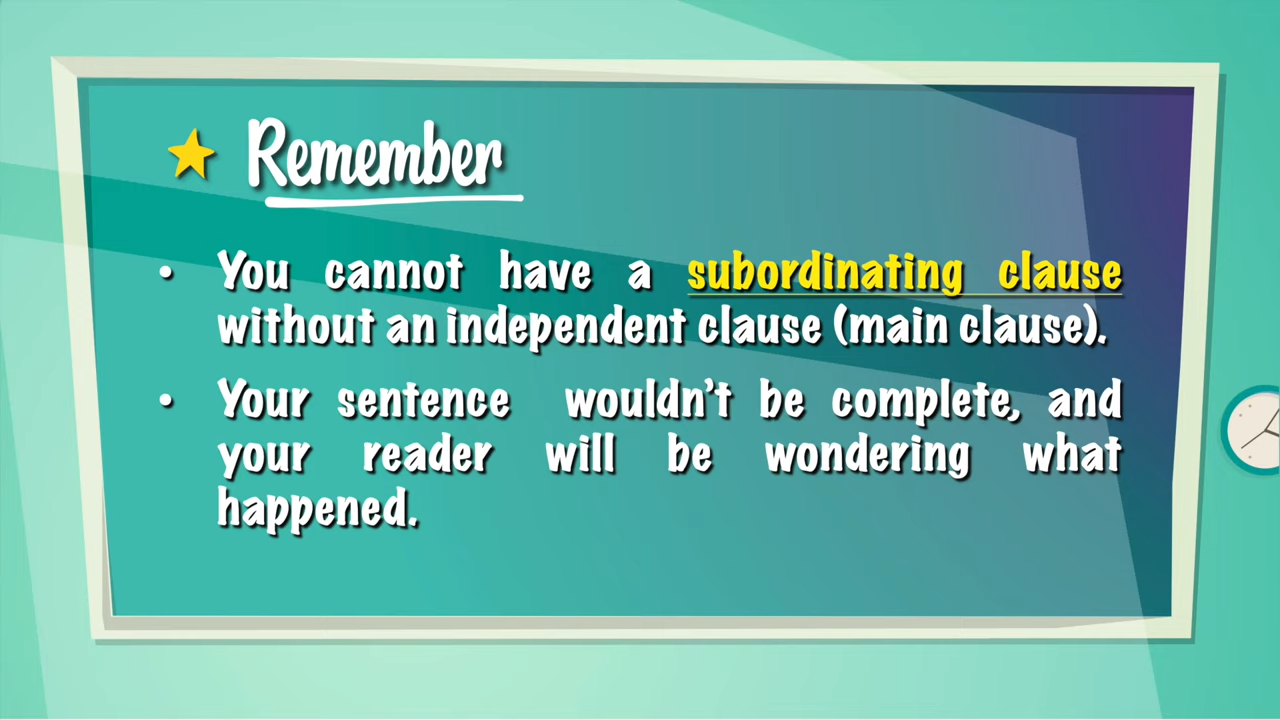 Remember
• You cannot have a subordinating clause
without an independent clause (main clause).
• Your sentence wouldn't be complete, and
your reader will be wondering what
happened.